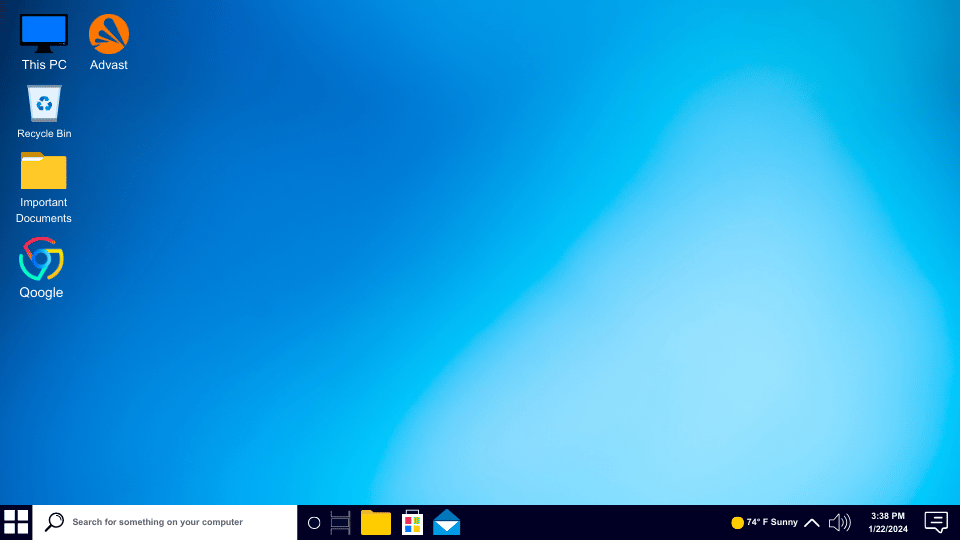 This PC
Advast
Recycle Bin
Important
Documents
Qoogle
Search for something on your computer
74° F Sunny
3:38 PM
1/22/2024